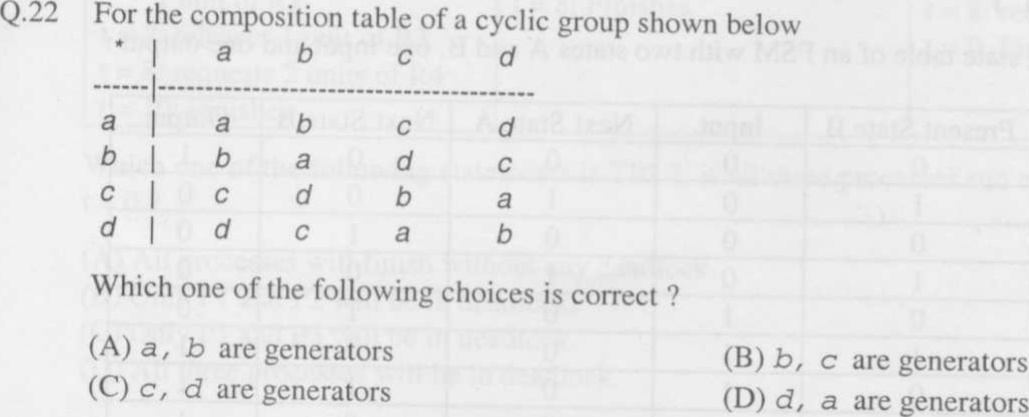 Q.22 For the composition table of a cyclic group shown below
* | a b c d
a | a b c d
b | b a d c
c | c d b a
d | d c a b
Which one of the following choices is correct ?
(A) a, b are generators (B) b, c are generators
(C) c, d are generators (D) d, a are generators